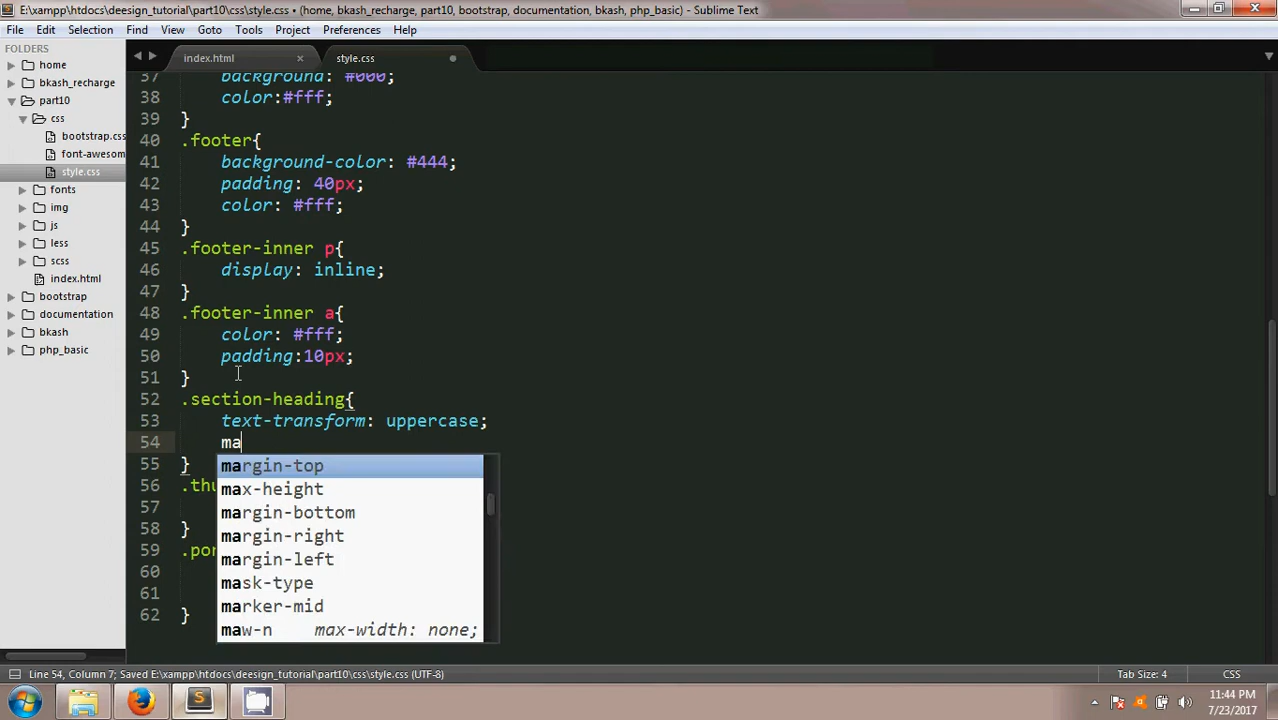 E:\xampp\htdocs\deesign_tutorial\part10\css\style.css • (home, bkash_recharge, part10, bootstrap, documentation, bkash, php_basic) - Sublime Text
File Edit Selection Find View Goto Tools Project Preferences Help
FOLDERS
home
bkash_recharge
part10
css
bootstrap.css
font-awesom
style.css
fonts
img
js
less
scss
index.html
bootstrap
documentation
bkash
php_basic
index.html style.css
37 background: #000;
38 color:#fff;
39 }
40 .footer{
41 background-color: #444;
42 padding: 40px;
43 color: #fff;
44 }
45 .footer-inner p{
46 display: inline;
47 }
48 .footer-inner a{
49 color: #fff;
50 padding:10px;
51 }
52 .section-heading{
53 text-transform: uppercase;
54 ma
55 }
56 .thu
57
58 }
59 .por
60
61
62 }
margin-top
max-height
margin-bottom
margin-right
margin-left
mask-type
marker-mid
maw-n max-width: none;
Line 54, Column 7; Saved E:\xampp\htdocs\deesign_tutorial\part10\css\style.css (UTF-8) Tab Size: 4 CSS
11:44 PM
7/23/2017